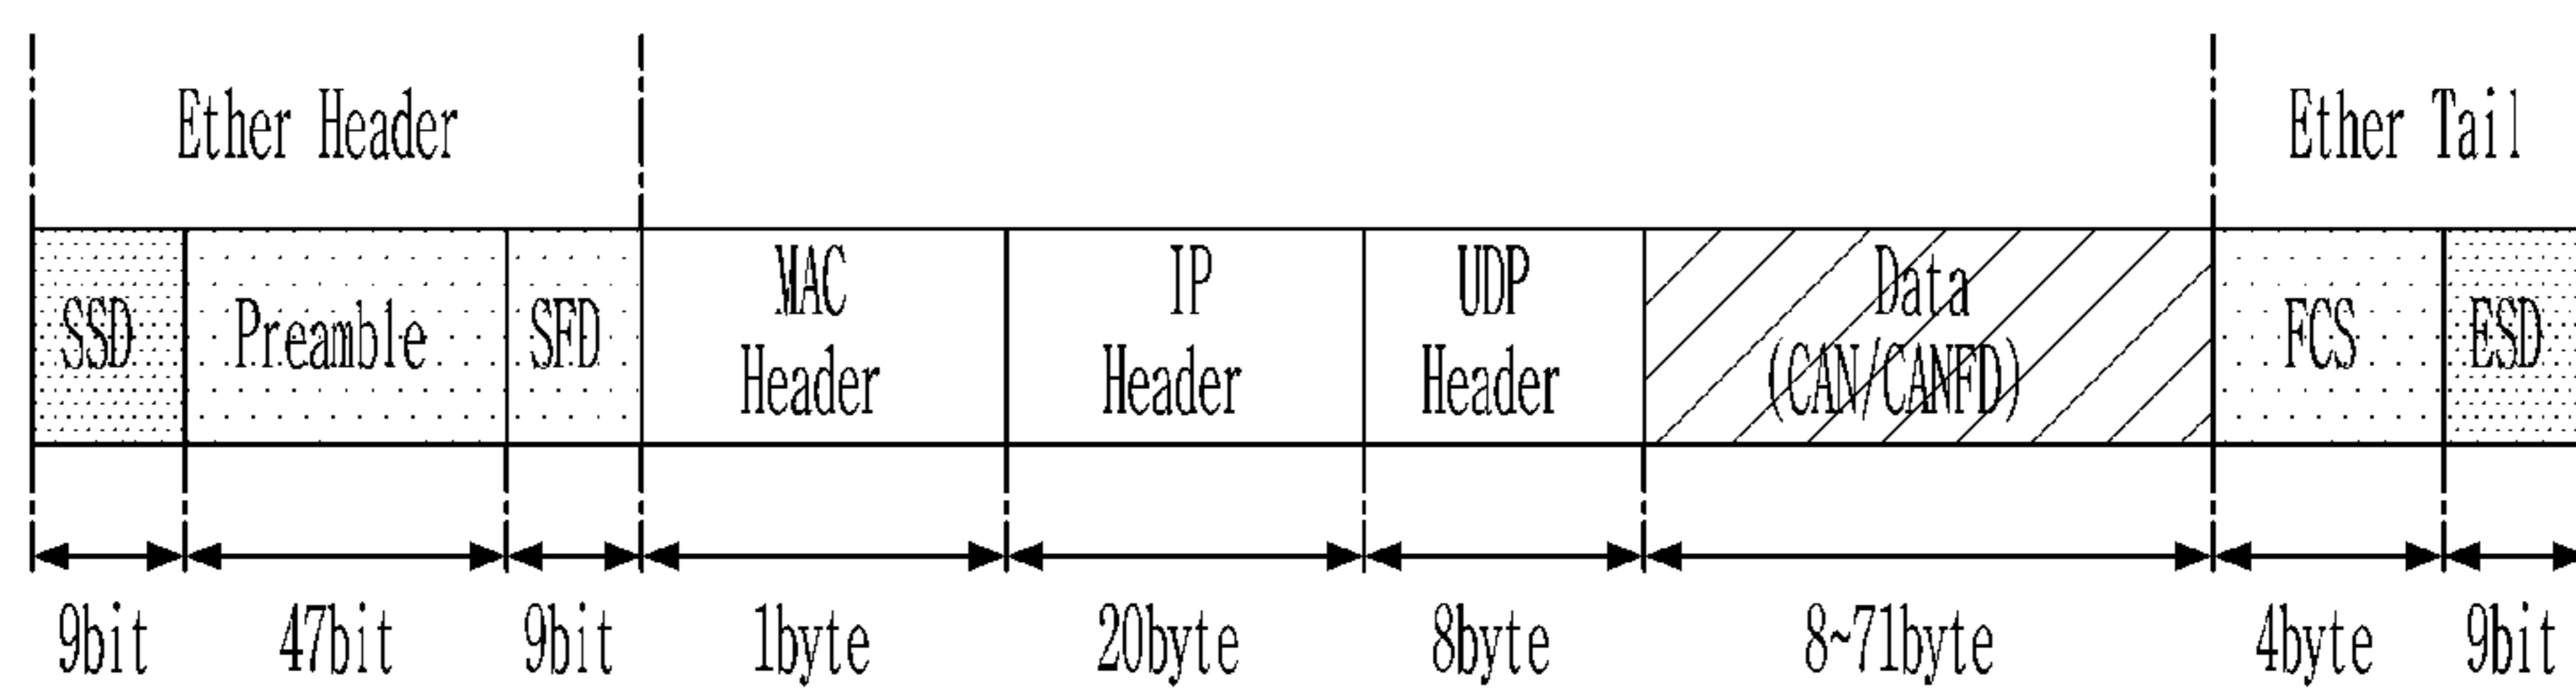 Ether Header
Ether Tail
SSD
Preamble
SFD
MAC
Header
IP
Header
UDP
Header
Data
(CAN/CANFD)
FCS
ESD
9bit
47bit
9bit
1byte
20byte
8byte
8~71byte
4byte
9bit